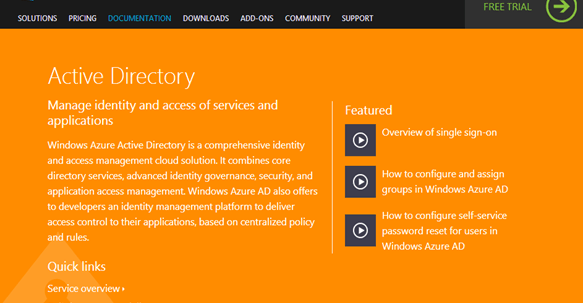 SOLUTIONS PRICING DOCUMENTATION DOWNLOADS ADD-ONS COMMUNITY SUPPORT
FREE TRIAL
Active Directory
Manage identity and access of services and
applications
Windows Azure Active Directory is a comprehensive identity
and access management cloud solution. It combines core
directory services, advanced identity governance, security, and
application access management. Windows Azure AD also offers
to developers an identity management platform to deliver
access control to their applications, based on centralized policy
and rules.
Quick links
Service overview
Featured
Overview of single sign-on
How to configure and assign
groups in Windows Azure AD
How to configure self-service
password reset for users in
Windows Azure AD